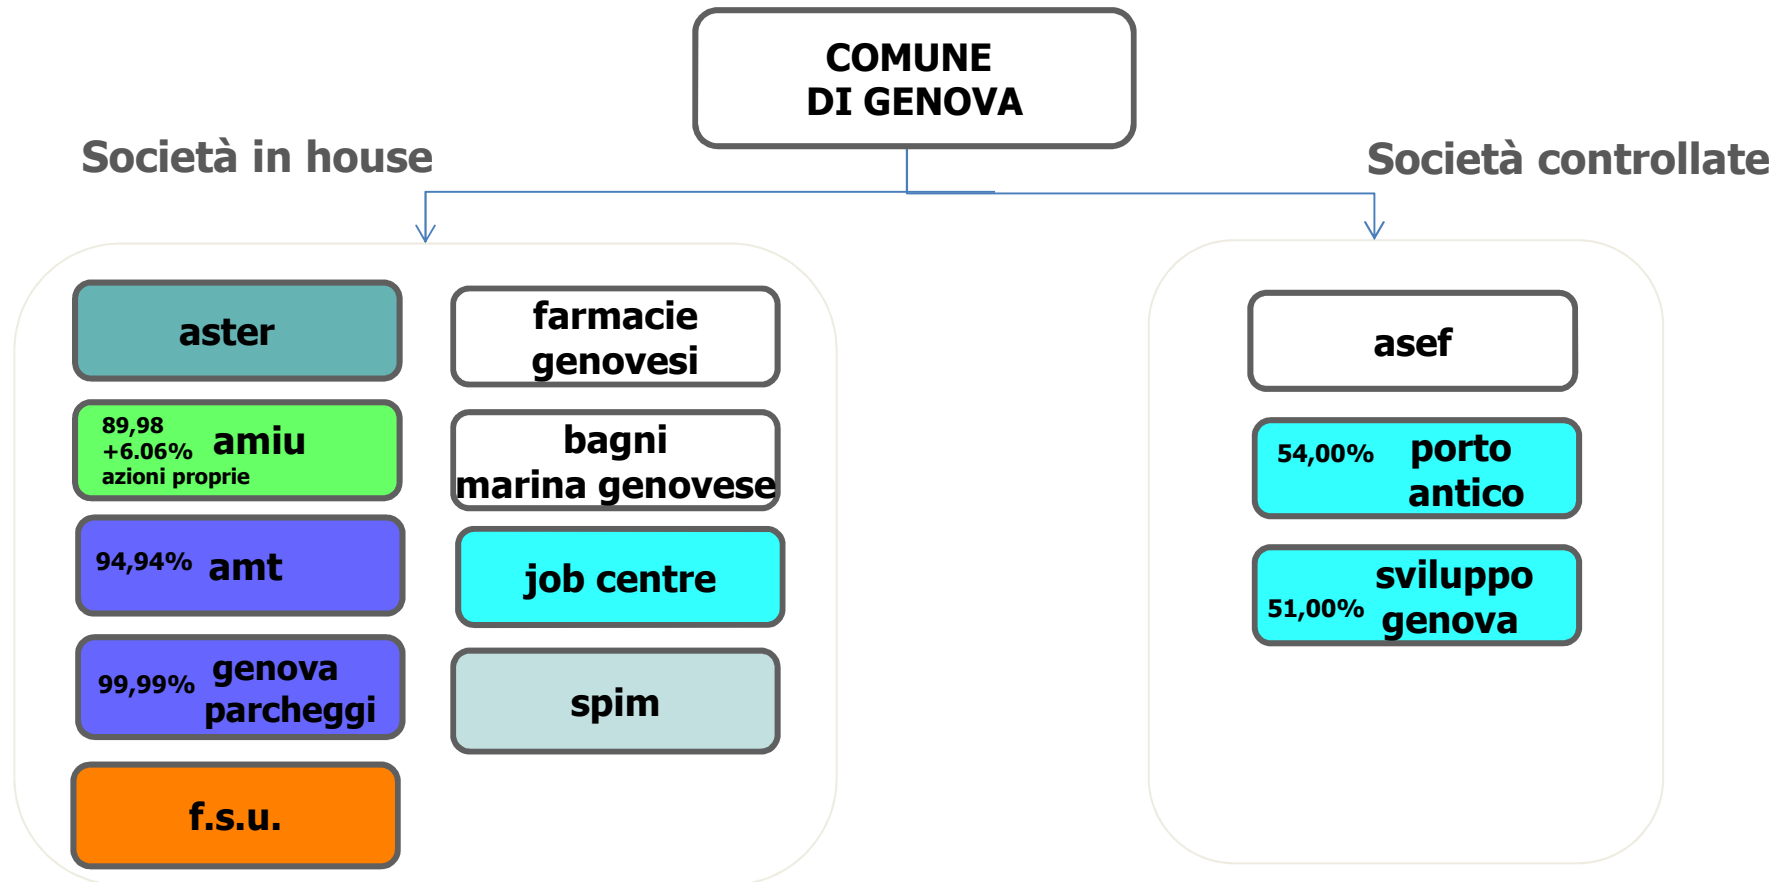 COMUNE
DI GENOVA
Società in house
Società controllate
aster
89,98
+6.06%
azioni proprie
amiu
94,94%
amt
99,99%
genova
parcheggi
f.s.u.
farmacie
genovesi
bagni
marina genovese
job centre
spim
asef
54,00%
porto
antico
51,00%
sviluppo
genova